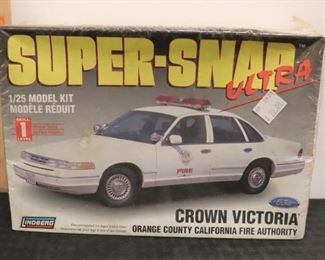 SUPER-SNAP
ULTRA
1/25 MODEL KIT
MODÈLE RÉDUIT
SKILL
1
LEVEL
FIRE
Ford
CROWN VICTORIA
ORANGE COUNTY CALIFORNIA FIRE AUTHORITY
LINDBERG